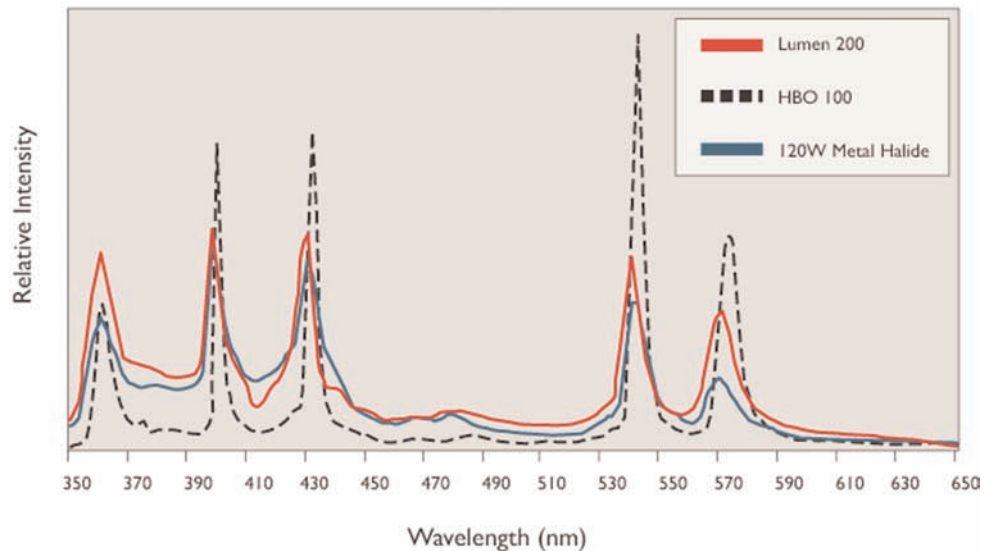 Lumen 200
HBO 100
120W Metal Halide
Relative Intensity
350 370 390 410 430 450 470 490 510 530 550 570 590 610 630 650
Wavelength (nm)